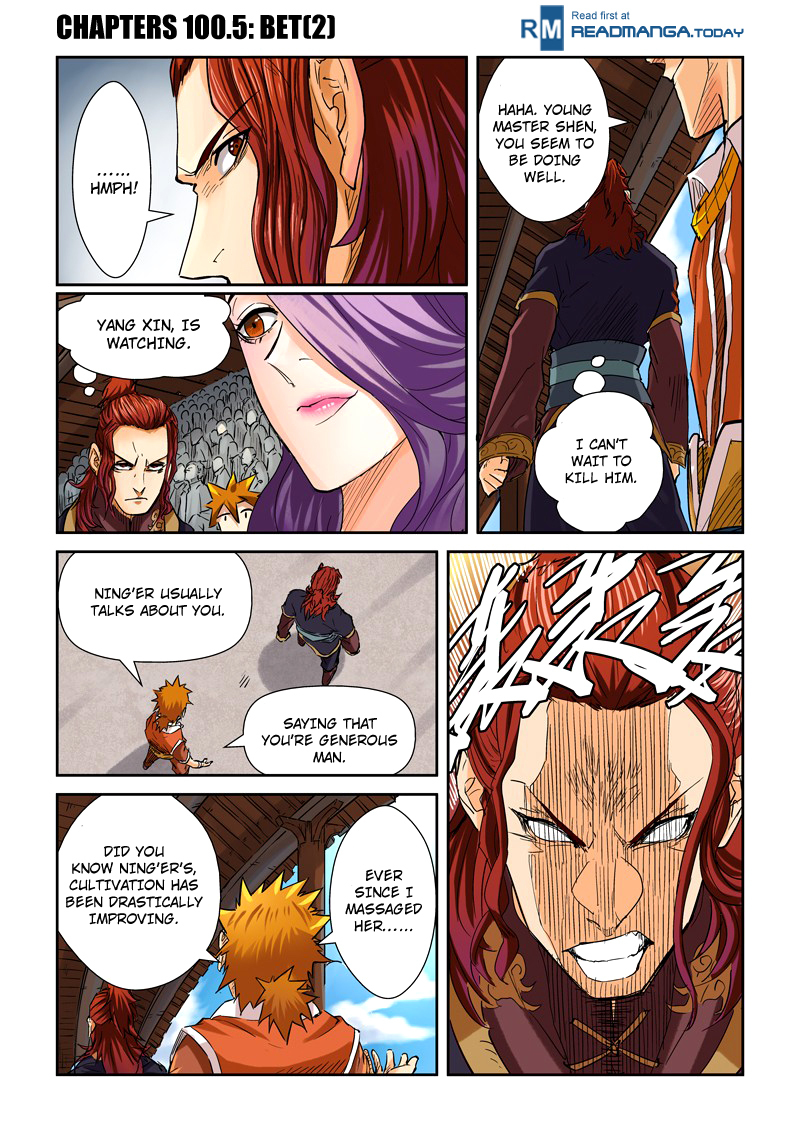 CHAPTERS 100.5: BET(2)
RM
Read first at
READMANGA.TODAY
......
HMPH!
HAHA. YOUNG
MASTER SHEN,
YOU SEEM TO
BE DOING
WELL.
YANG XIN, IS
WATCHING.
I CAN'T
WAIT TO
KILL HIM.
NING'ER USUALLY
TALKS ABOUT YOU.
SAYING THAT
YOU'RE GENEROUS
MAN.
DID YOU
KNOW NING'ER'S,
CULTIVATION HAS
BEEN DRASTICALLY
IMPROVING.
EVER
SINCE I
MASSAGED
HER......